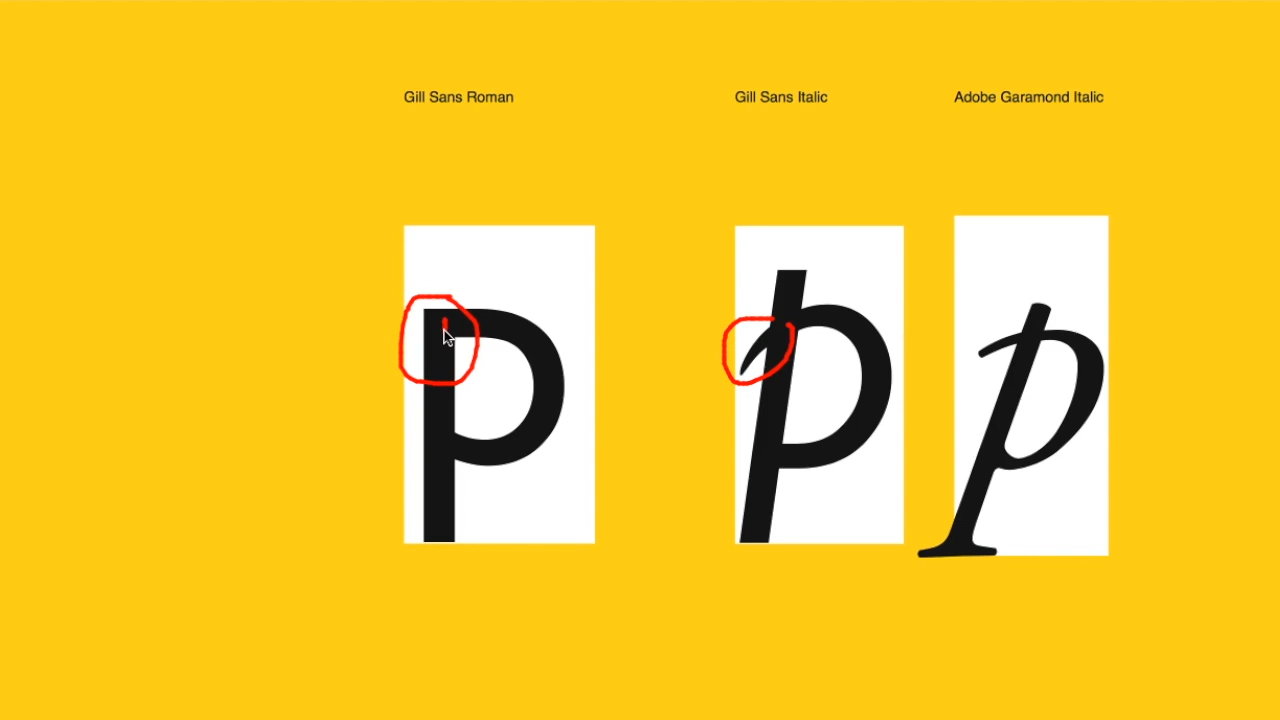 Gill Sans Roman
Gill Sans Italic
Adobe Garamond Italic
p
p
p